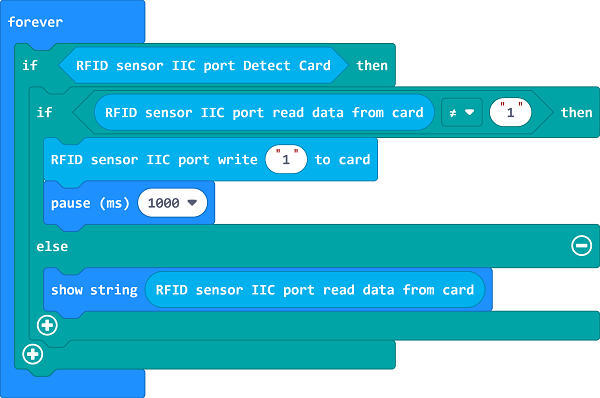 forever
if RFID sensor IIC port Detect Card then
if RFID sensor IIC port read data from card ≠ "1" then
RFID sensor IIC port write "1" to card
pause (ms) 1000
else
show string RFID sensor IIC port read data from card